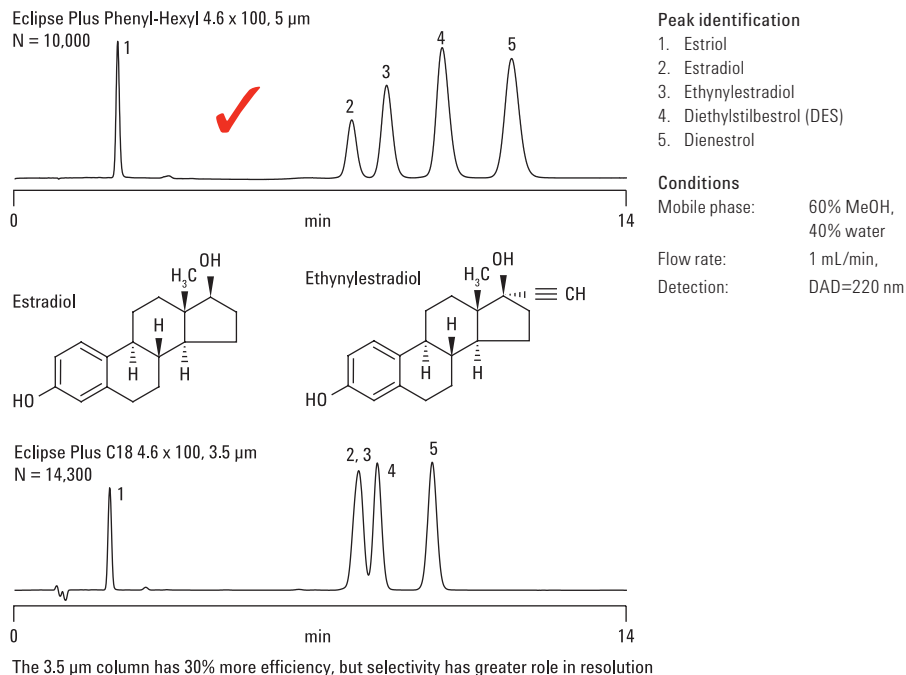 Eclipse Plus Phenyl-Hexyl 4.6 x 100, 5 µm
N = 10,000
1
2
3
4
5
0
min
14
Peak identification
1. Estriol
2. Estradiol
3. Ethynylestradiol
4. Diethylstilbestrol (DES)
5. Dienestrol
Conditions
Mobile phase: 60% MeOH,
40% water
Flow rate: 1 mL/min,
Detection: DAD=220 nm
Estradiol
OH
H₃C
H
H
H
HO
Ethynylestradiol
OH
H₃C
CH
H
H
H
HO
Eclipse Plus C18 4.6 x 100, 3.5 µm
N = 14,300
1
2, 3
4
5
0
min
14
The 3.5 µm column has 30% more efficiency, but selectivity has greater role in resolution